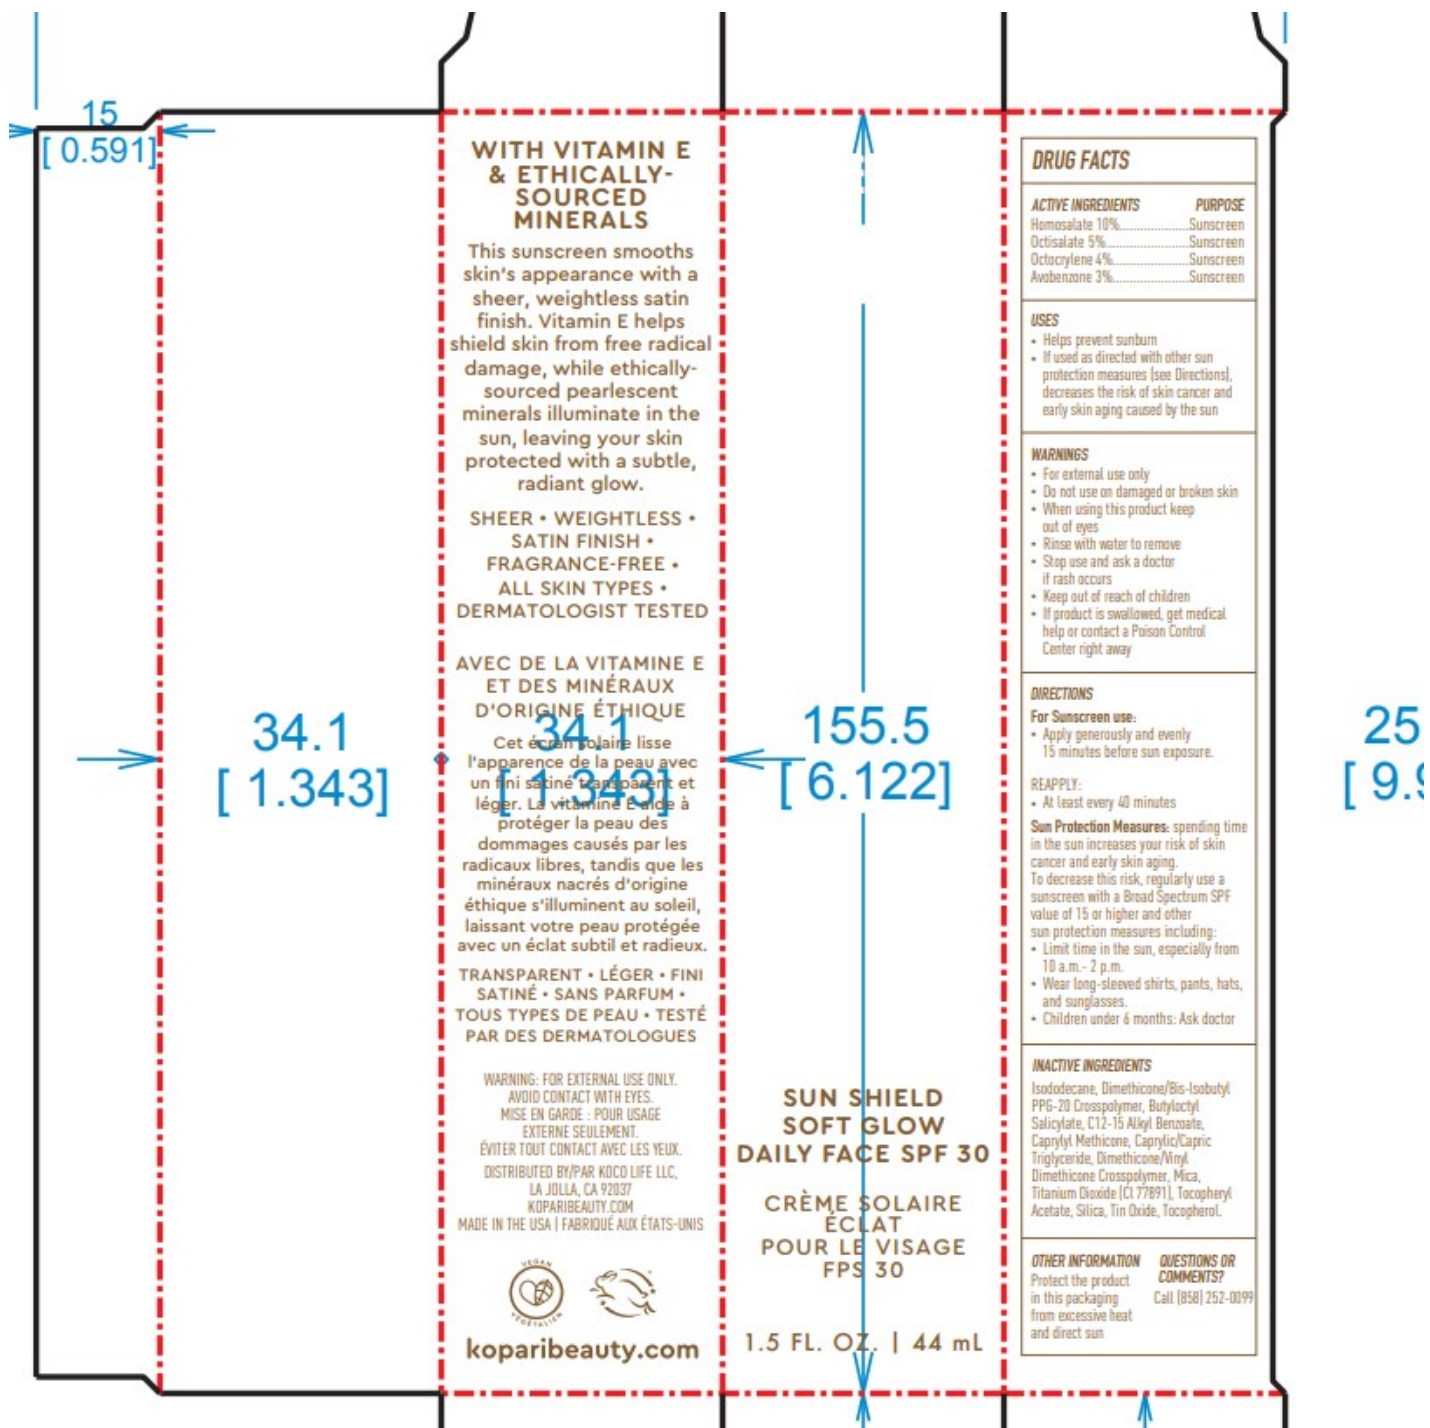 15
[ 0.591]
34.1
[ 1.343]
WITH VITAMIN E
& ETHICALLY-
SOURCED
MINERALS
This sunscreen smooths
skin's appearance with a
sheer, weightless satin
finish. Vitamin E helps
shield skin from free radical
damage, while ethically-
sourced pearlescent
minerals illuminate in the
sun, leaving your skin
protected with a subtle,
radiant glow.
SHEER • WEIGHTLESS •
SATIN FINISH •
FRAGRANCE-FREE •
ALL SKIN TYPES •
DERMATOLOGIST TESTED
AVEC DE LA VITAMINE E
ET DES MINÉRAUX
D'ORIGINE ÉTHIQUE
Cet écran solaire lisse
l'apparence de la peau avec
un fini satiné transparent et
léger. La vitamine E aide à
protéger la peau des
dommages causés par les
radicaux libres, tandis que les
minéraux nacrés d'origine
éthique s'illuminent au soleil,
laissant votre peau protégée
avec un éclat subtil et radieux.
TRANSPARENT • LÉGER • FINI
SATINÉ • SANS PARFUM •
TOUS TYPES DE PEAU • TESTÉ
PAR DES DERMATOLOGUES
34.1
[ 1.343]
WARNING: FOR EXTERNAL USE ONLY.
AVOID CONTACT WITH EYES.
MISE EN GARDE : POUR USAGE
EXTERNE SEULEMENT.
ÉVITER TOUT CONTACT AVEC LES YEUX.
DISTRIBUTED BY/PAR KOCO LIFE LLC,
LA JOLLA, CA 92037
KOPARIBEAUTY.COM
MADE IN THE USA | FABRIQUÉ AUX ÉTATS-UNIS
VEGAN
VÉGÉTALIEN
koparibeauty.com
155.5
[ 6.122]
SUN SHIELD
SOFT GLOW
DAILY FACE SPF 30
CRÈME SOLAIRE
ÉCLAT
POUR LE VISAGE
FPS 30
1.5 FL. OZ. | 44 mL
DRUG FACTS
ACTIVE INGREDIENTS PURPOSE
Homosalate 10%....................Sunscreen
Octisalate 5%.......................Sunscreen
Octocrylene 4%.....................Sunscreen
Avobenzone 3%.....................Sunscreen
USES
• Helps prevent sunburn
• If used as directed with other sun
protection measures (see Directions),
decreases the risk of skin cancer and
early skin aging caused by the sun
WARNINGS
• For external use only
• Do not use on damaged or broken skin
• When using this product keep
out of eyes
• Rinse with water to remove
• Stop use and ask a doctor
if rash occurs
• Keep out of reach of children
• If product is swallowed, get medical
help or contact a Poison Control
Center right away
DIRECTIONS
For Sunscreen use:
• Apply generously and evenly
15 minutes before sun exposure.
REAPPLY:
• At least every 40 minutes
Sun Protection Measures: spending time
in the sun increases your risk of skin
cancer and early skin aging.
To decrease this risk, regularly use a
sunscreen with a Broad Spectrum SPF
value of 15 or higher and other
sun protection measures including:
• Limit time in the sun, especially from
10 a.m.- 2 p.m.
• Wear long-sleeved shirts, pants, hats,
and sunglasses.
• Children under 6 months: Ask doctor
INACTIVE INGREDIENTS
Isododecane, Dimethicone/Bis-Isobutyl
PPG-20 Crosspolymer, Butyloctyl
Salicylate, C12-15 Alkyl Benzoate,
Caprylyl Methicone, Caprylic/Capric
Triglyceride, Dimethicone/Vinyl
Dimethicone Crosspolymer, Mica,
Titanium Dioxide (CI 77891), Tocopheryl
Acetate, Silica, Tin Oxide, Tocopherol.
OTHER INFORMATION
Protect the product
in this packaging
from excessive heat
and direct sun
QUESTIONS OR
COMMENTS?
Call (858) 252-0099
25
[ 9.9